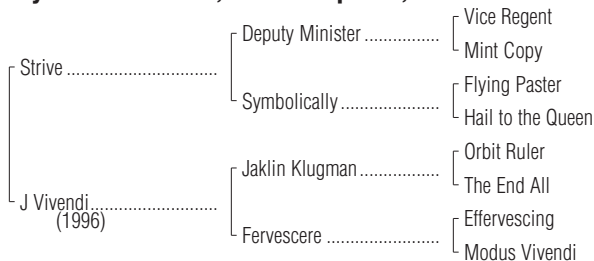 Vice Regent
Deputy Minister ................
Mint Copy
Strive ................................
Flying Paster
Symbolically .....................
Hail to the Queen
Orbit Ruler
Jaklin Klugman .................
The End All
J Vivendi...........................
(1996)
Effervescing
Fervescere ........................
Modus Vivendi